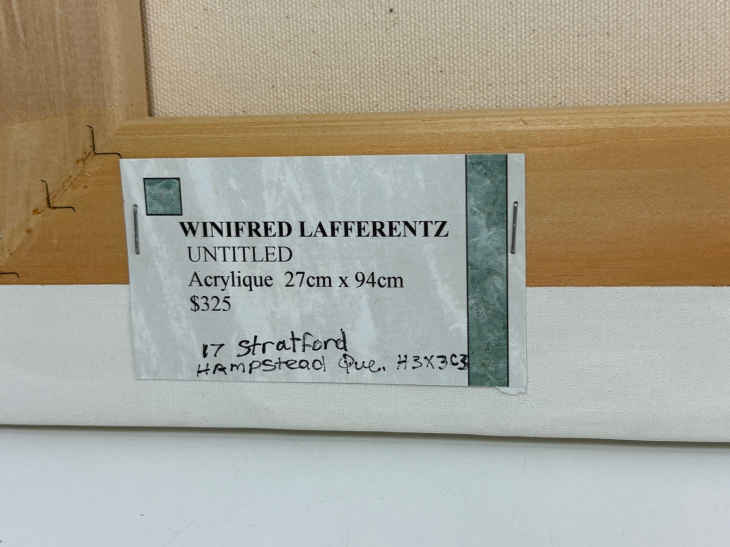 WINIFRED LAFFERENTZ
UNTITLED
Acrylique 27cm x 94cm
$325
17 Stratford
HAMPStead Que. H3X3C3